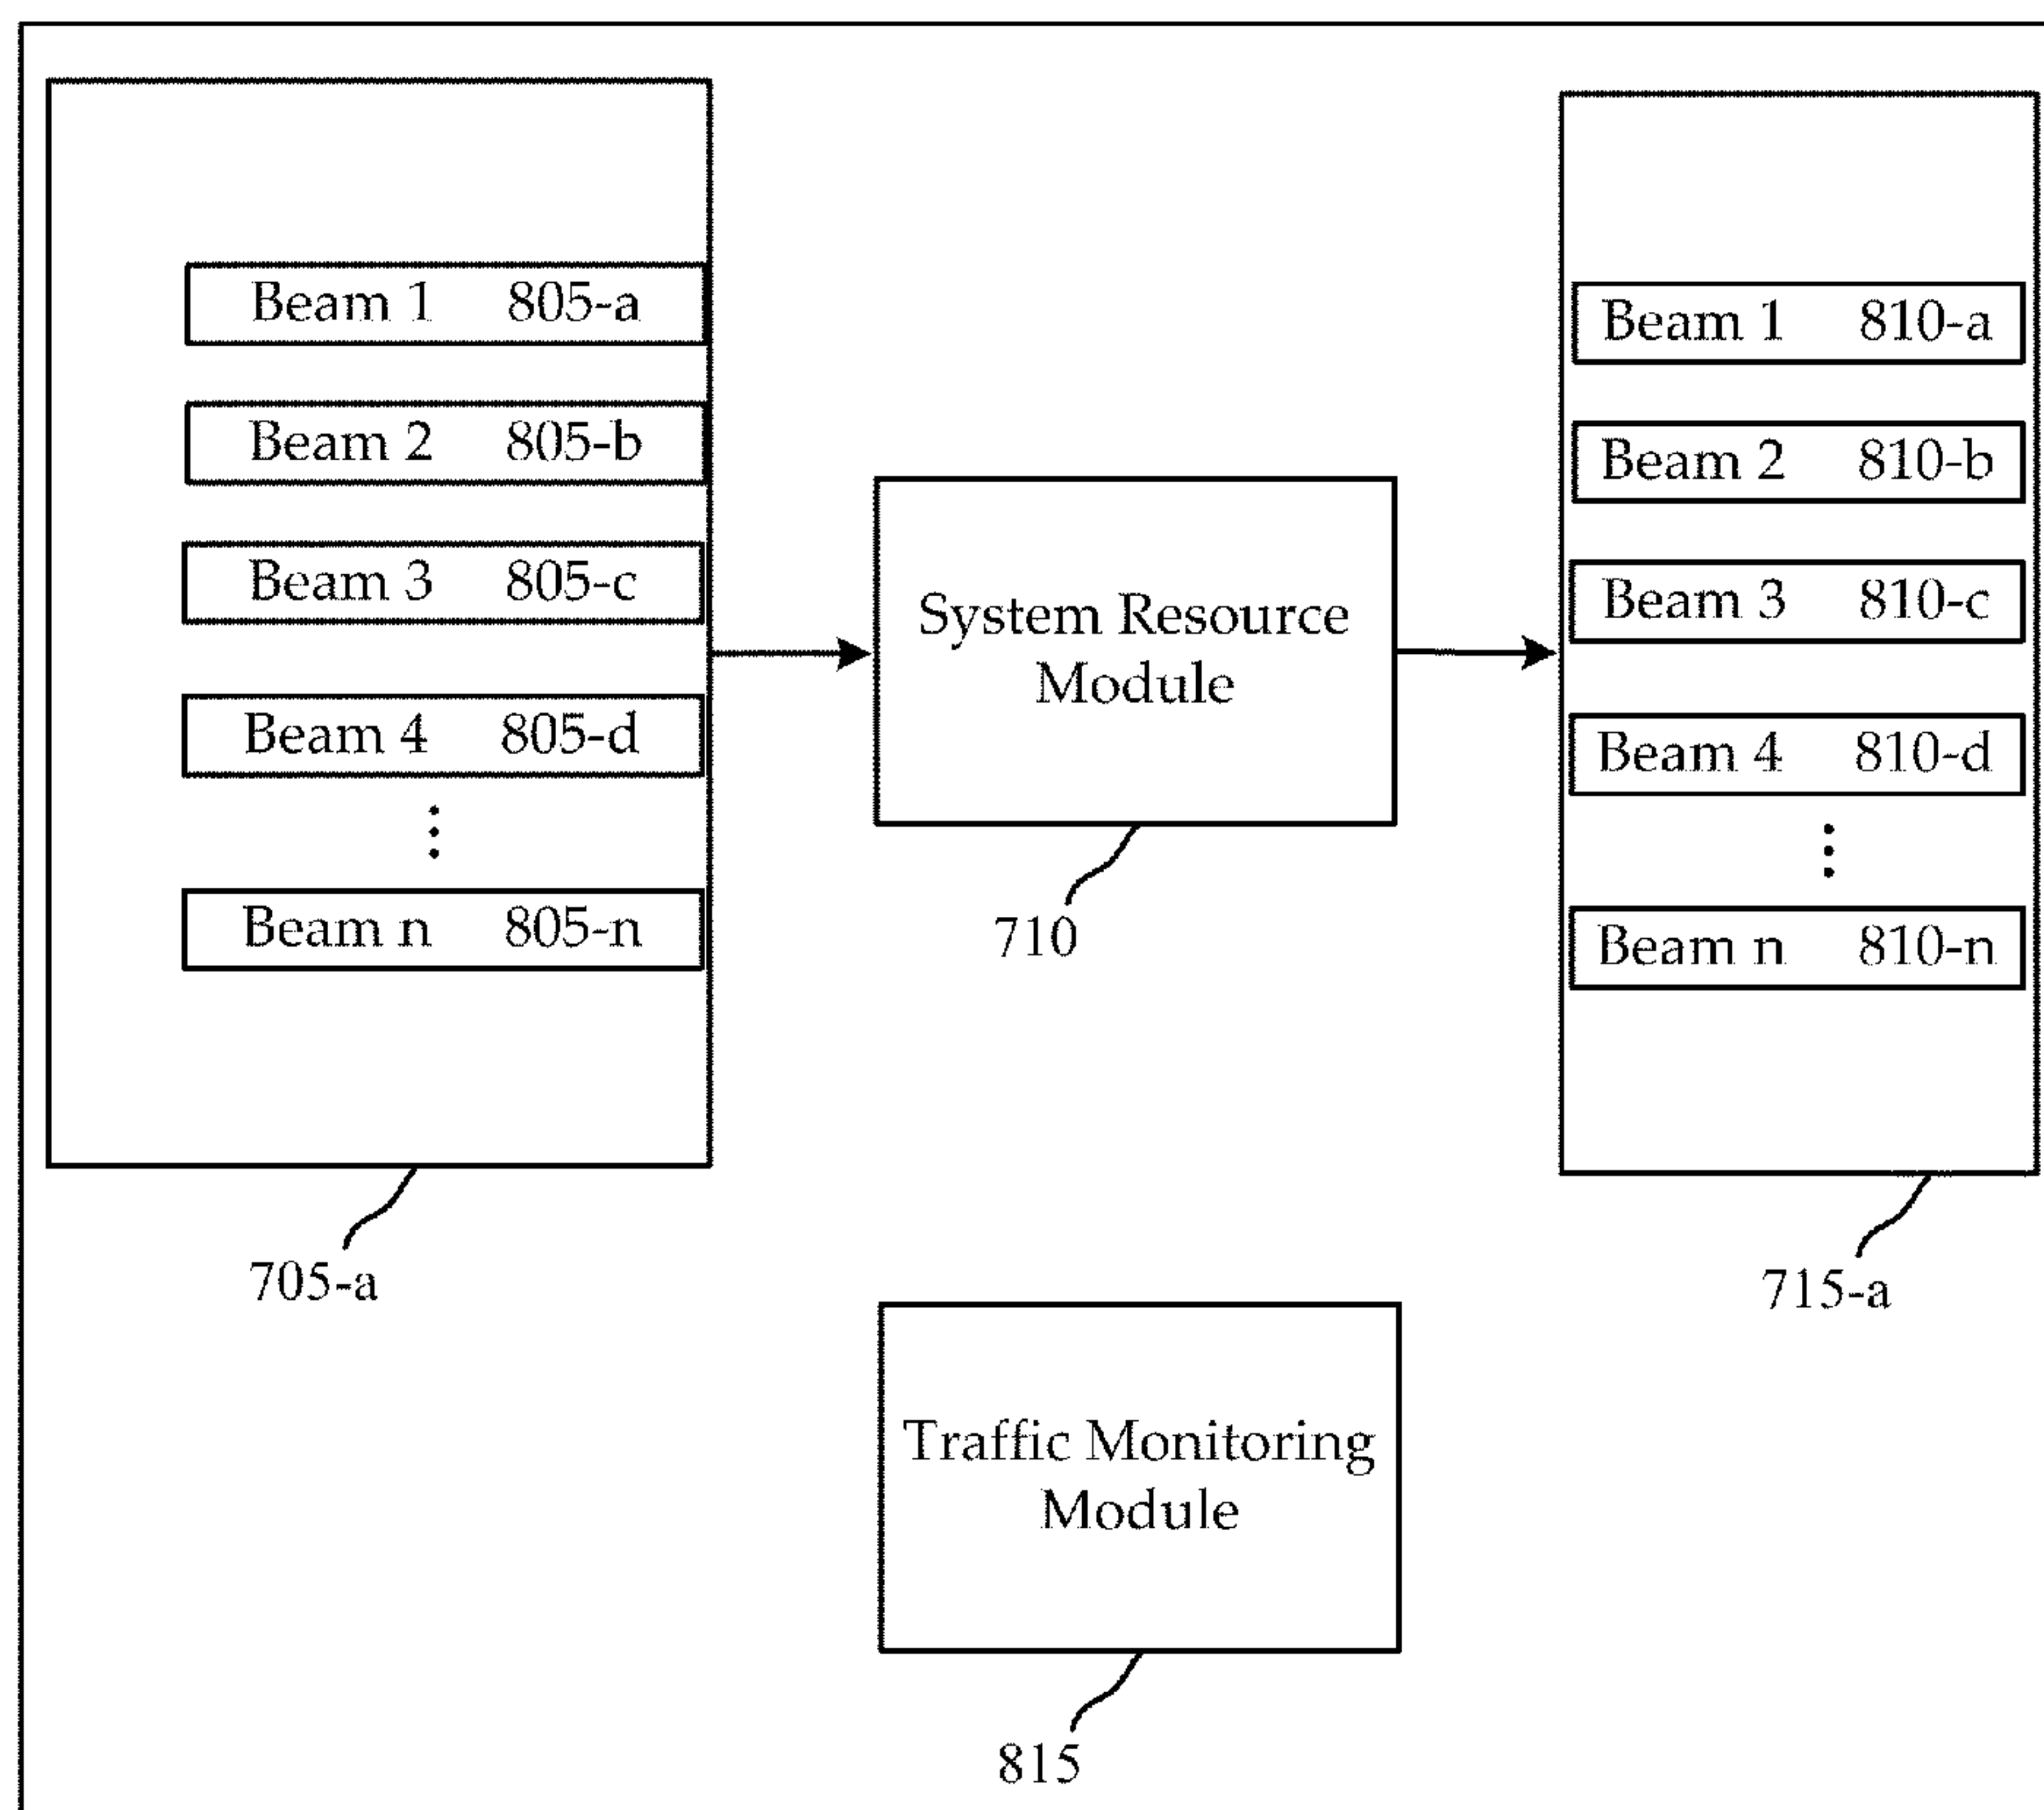 Beam 1 805-a
Beam 2 805-b
Beam 3 805-c
Beam 4 805-d
⋮
Beam n 805-n
705-a
System Resource
Module
710
Beam 1 810-a
Beam 2 810-b
Beam 3 810-c
Beam 4 810-d
⋮
Beam n 810-n
715-a
Traffic Monitoring
Module
815